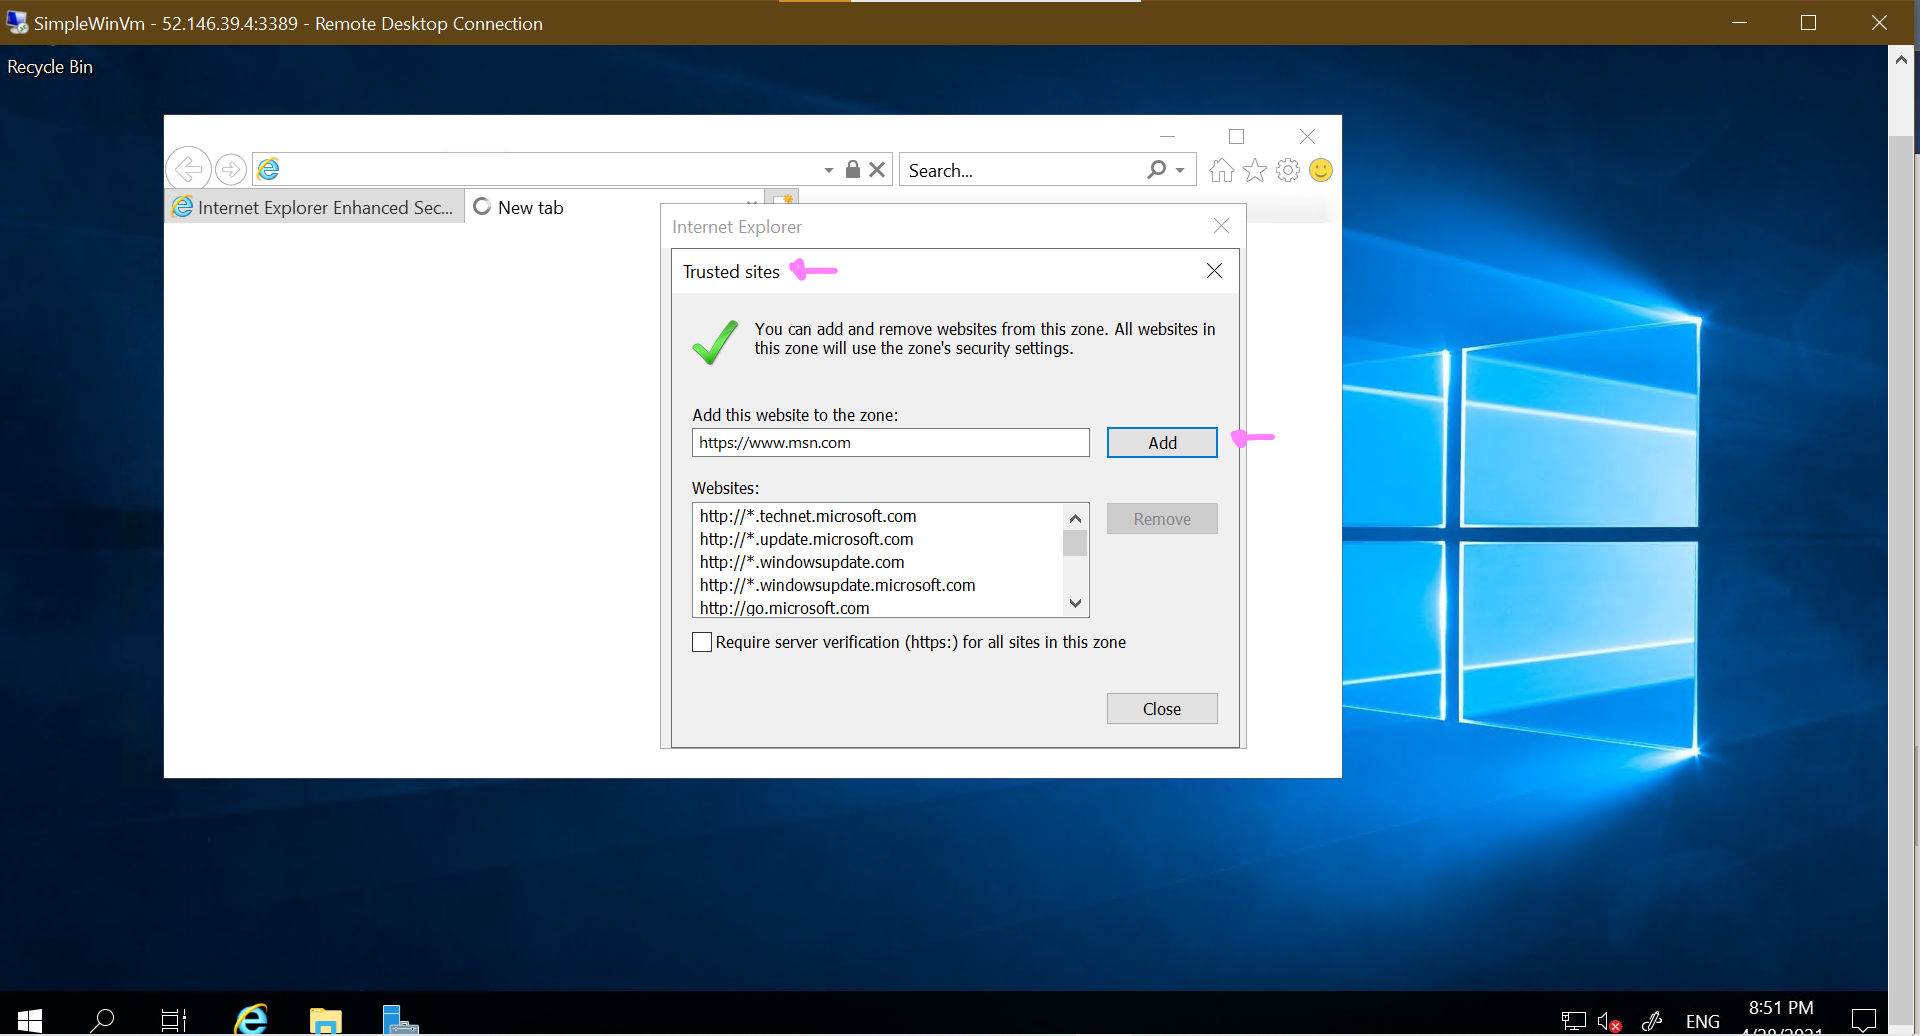 SimpleWinVm - 52.146.39.4:3389 - Remote Desktop Connection
Recycle Bin
Search...
Internet Explorer Enhanced Sec...
New tab
Internet Explorer
Trusted sites
You can add and remove websites from this zone. All websites in
this zone will use the zone's security settings.
Add this website to the zone:
https://www.msn.com
Add
Websites:
http://*.technet.microsoft.com
http://*.update.microsoft.com
http://*.windowsupdate.com
http://*.windowsupdate.microsoft.com
http://go.microsoft.com
Remove
Require server verification (https:) for all sites in this zone
Close
ENG
8:51 PM